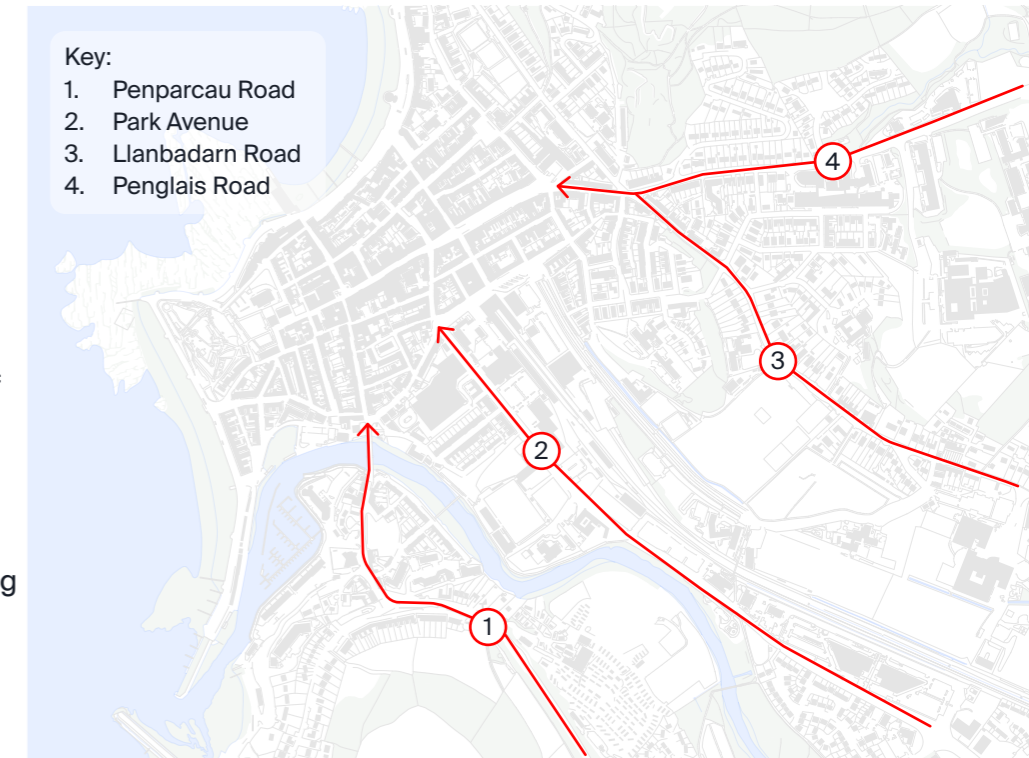 Key:
1. Penparcau Road
2. Park Avenue
3. Llanbadarn Road
4. Penglais Road
4
3
2
g
1